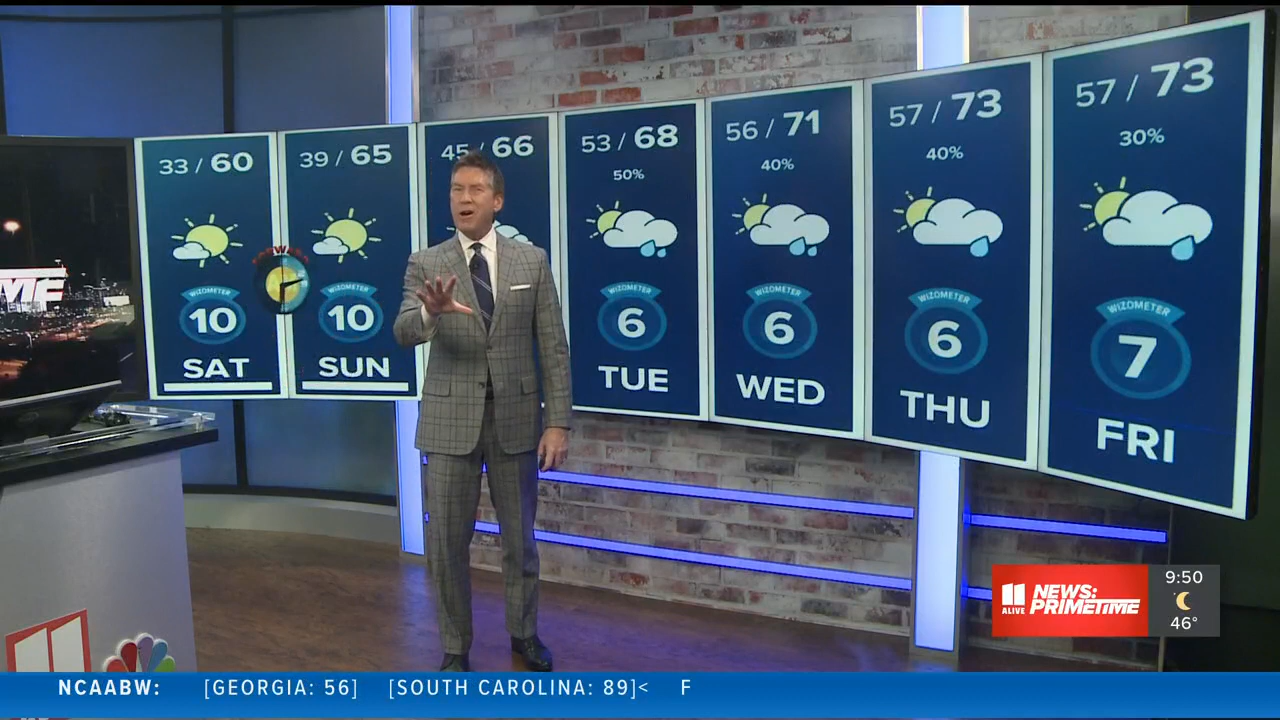 33 / 60
WIZOMETER
10
SAT
39 / 65
WIZOMETER
10
SUN
45 / 66
53 / 68
50%
WIZOMETER
6
TUE
56 / 71
40%
WIZOMETER
6
WED
57 / 73
40%
WIZOMETER
6
THU
57 / 73
30%
WIZOMETER
7
FRI
11
ALIVE
NEWS:
PRIMETIME
9:50
46°
NCAABW: [GEORGIA: 56] [SOUTH CAROLINA: 89]< F